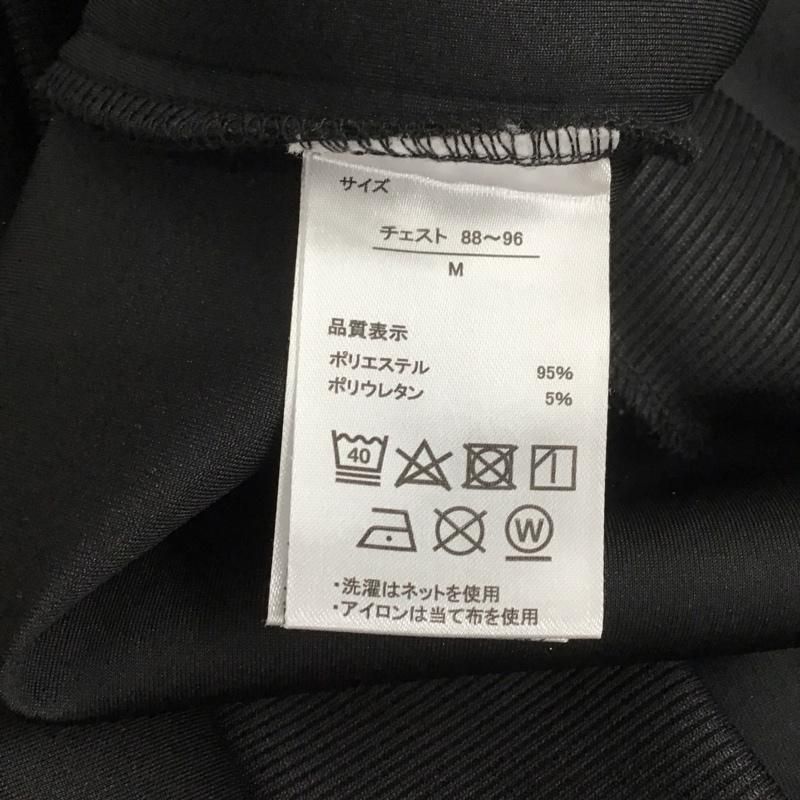 サイズ
チェスト 88～96
M
品質表示
ポリエステル 95%
ポリウレタン 5%
40
W
・洗濯はネットを使用
・アイロンは当て布を使用